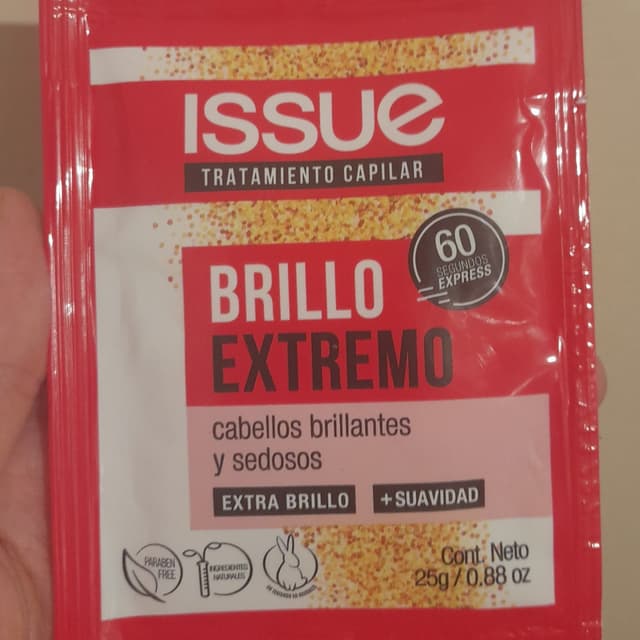 ISSUE
TRATAMIENTO CAPILAR
60
SEGUNDOS
EXPRESS
BRILLO
EXTREMO
cabellos brillantes
y sedosos
EXTRA BRILLO
+SUAVIDAD
PARABEN
FREE
INGREDIENTES
NATURALES
Cont. Neto
25g / 0.88 oz